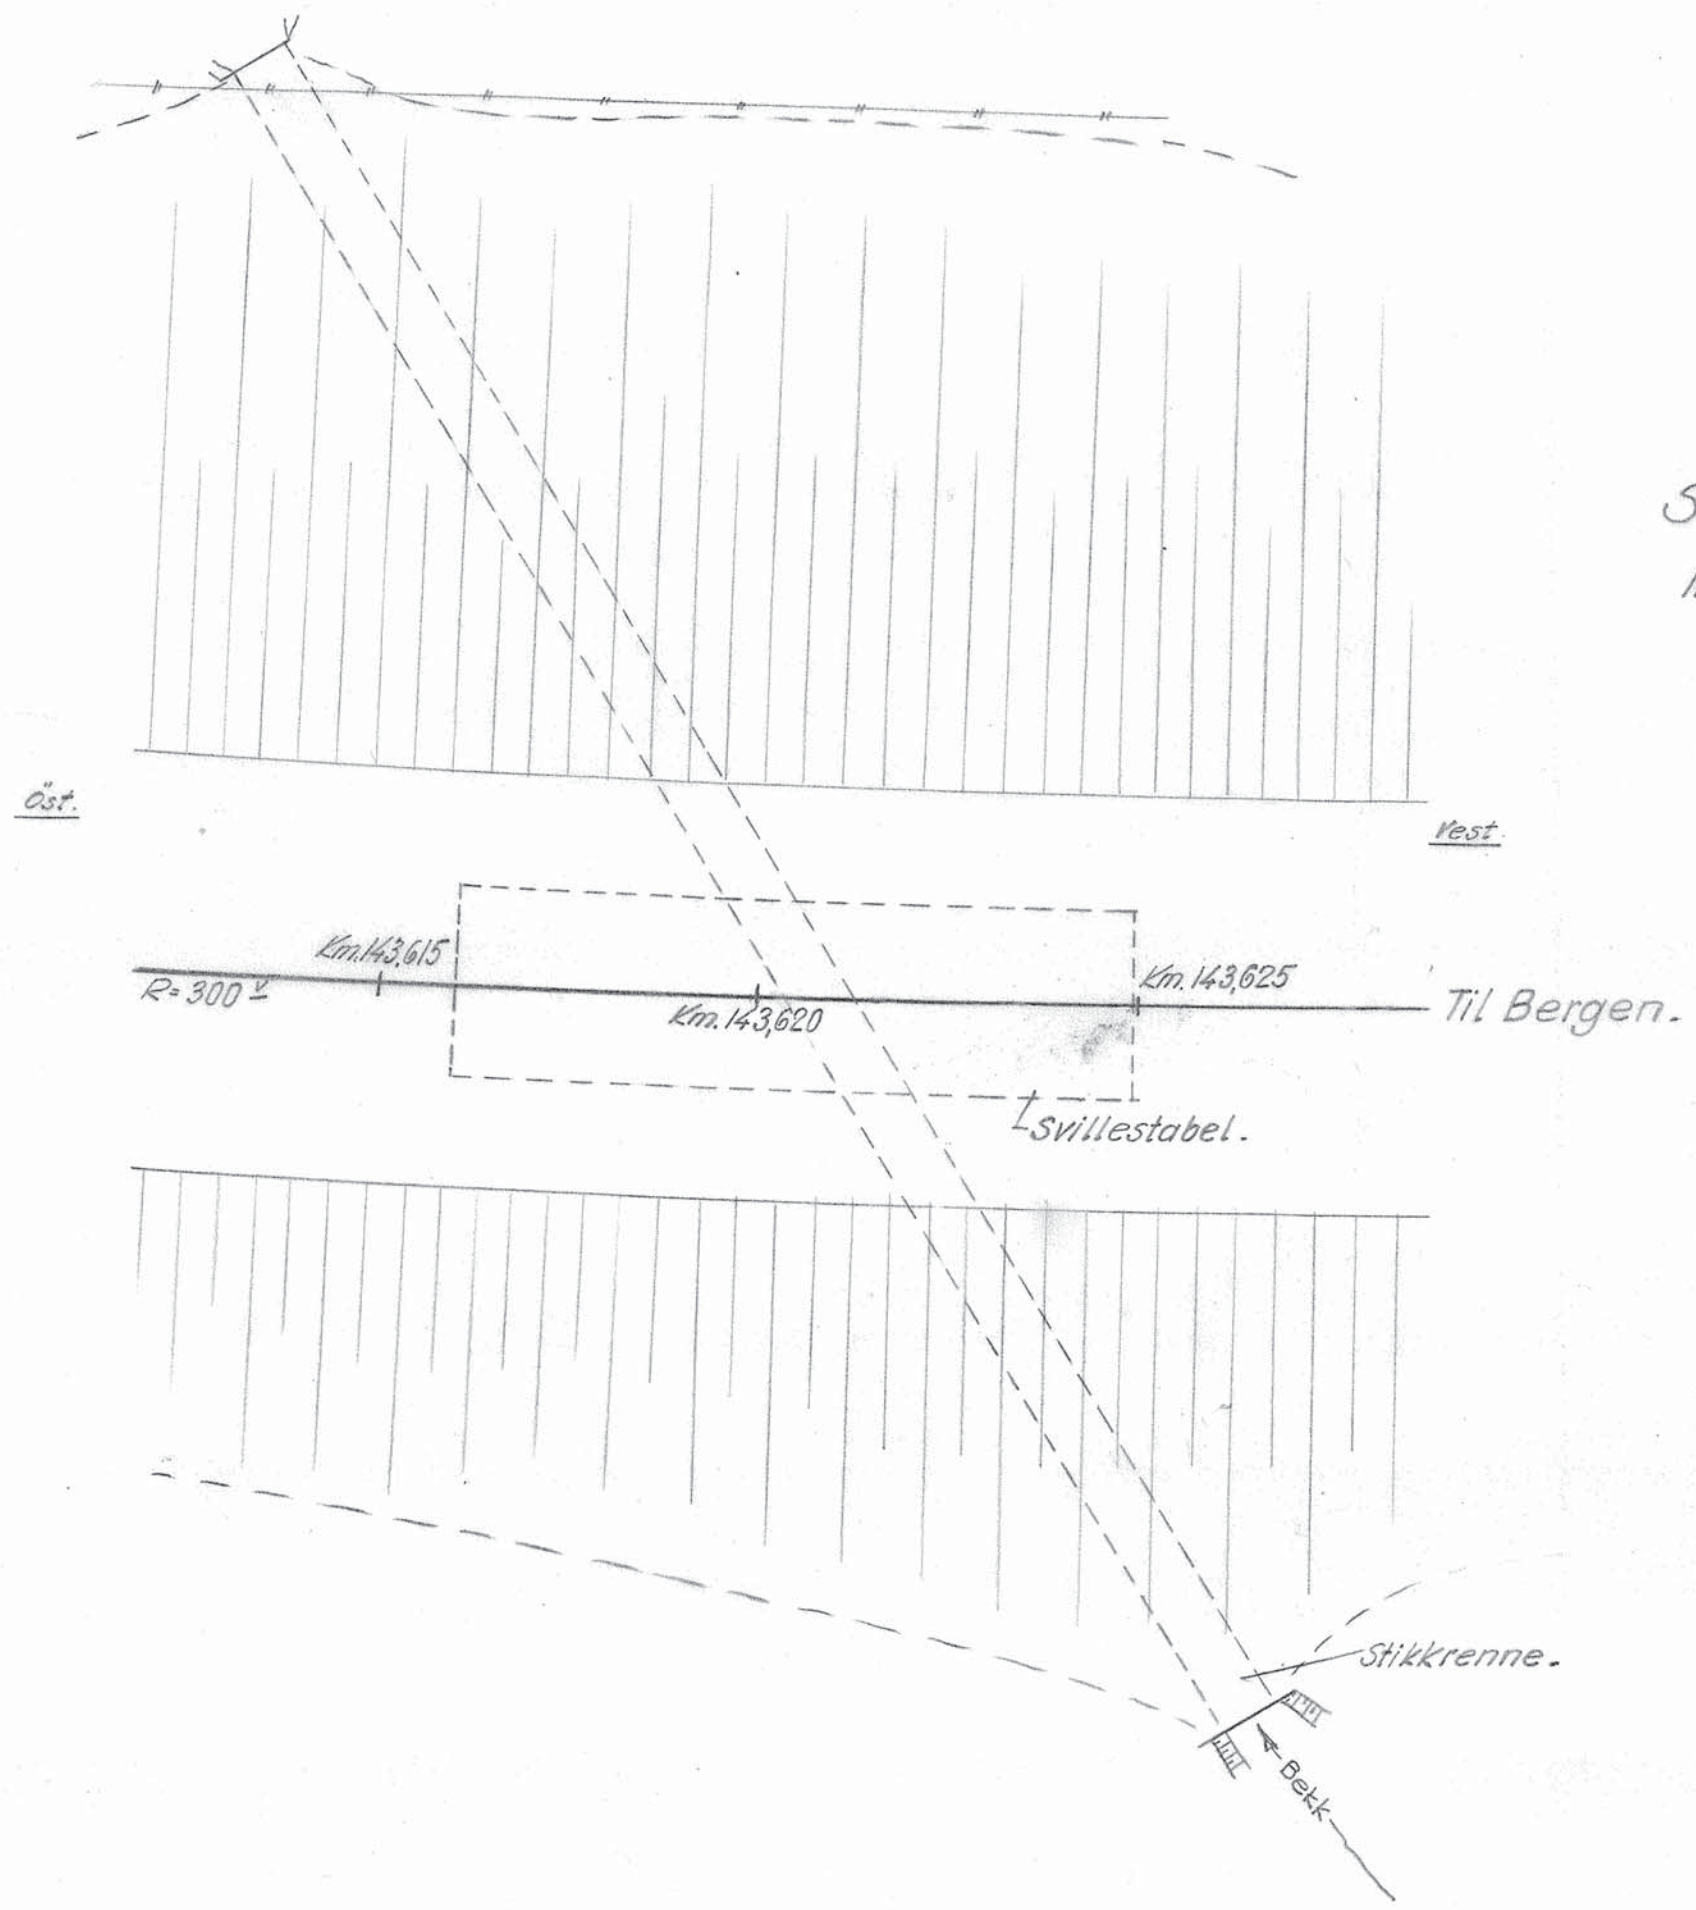 Öst.
Vest.
Km.143,615
Km. 143,625
R=300 v
Km. 143,620
Til Bergen.
Svillestabel.
Stikkrenne.
Bekk